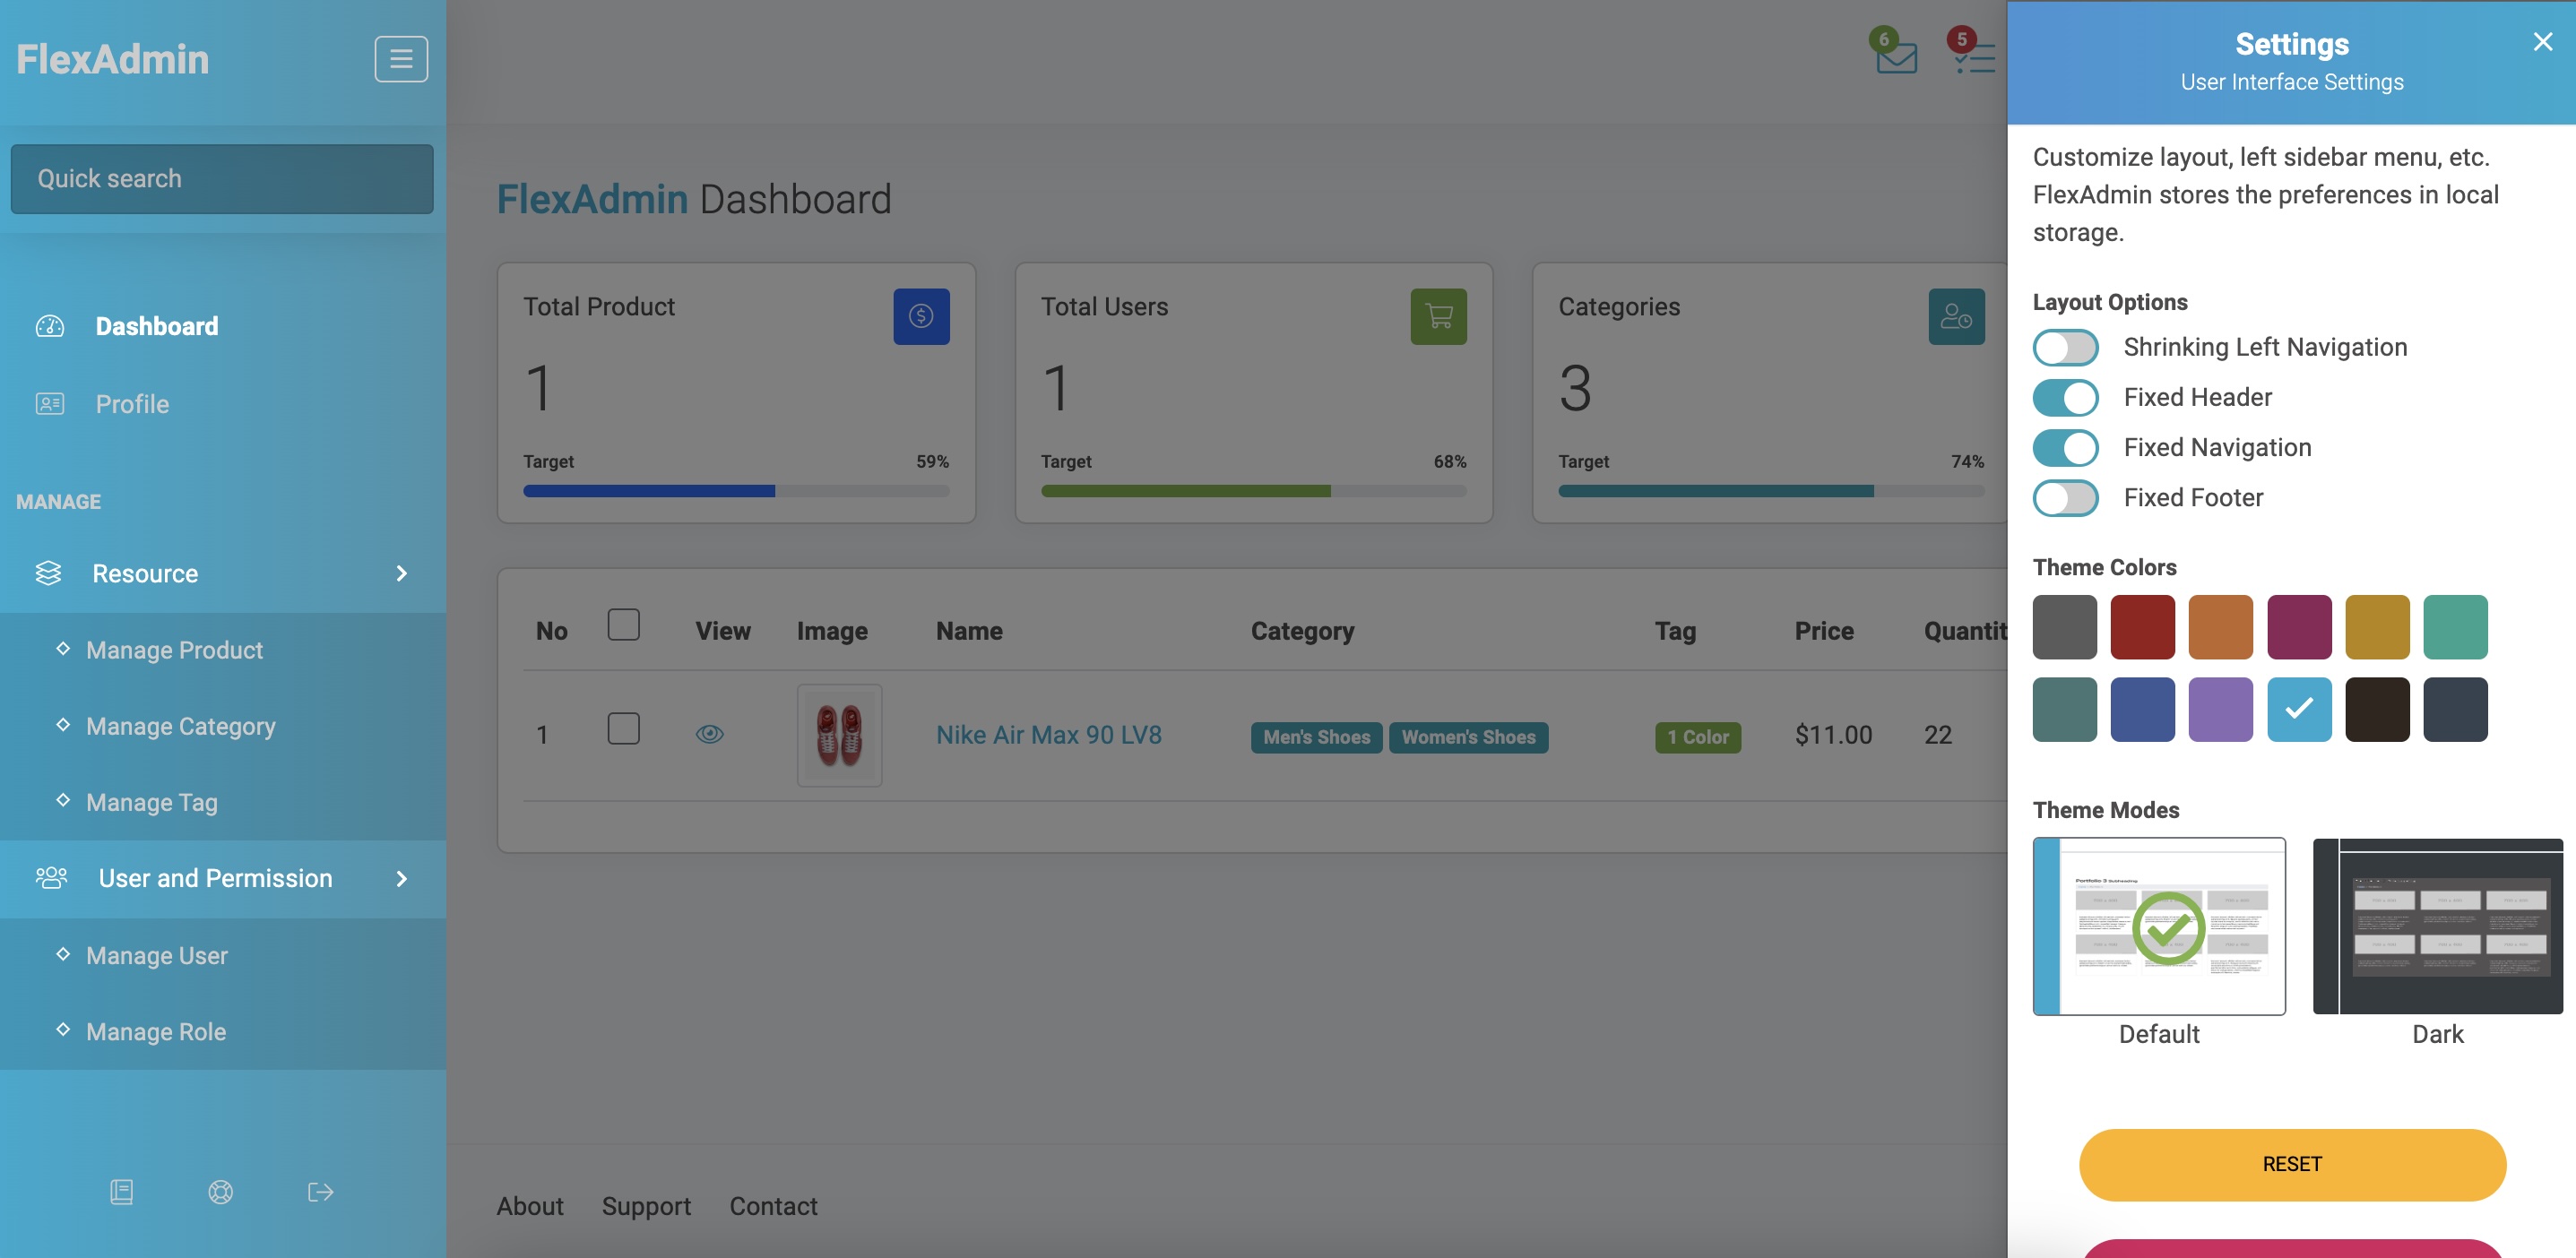 FlexAdmin
Quick search
Dashboard
Profile
MANAGE
Resource
Manage Product
Manage Category
Manage Tag
User and Permission
Manage User
Manage Role
6
5
FlexAdmin Dashboard
Total Product
1
Target 59%
Total Users
1
Target 68%
Categories
3
Target 74%
No View Image Name Category Tag Price Quantit
1 Nike Air Max 90 LV8 Men's Shoes Women's Shoes 1 Color $11.00 22
About Support Contact
Settings
User Interface Settings
Customize layout, left sidebar menu, etc.
FlexAdmin stores the preferences in local
storage.
Layout Options
Shrinking Left Navigation
Fixed Header
Fixed Navigation
Fixed Footer
Theme Colors
Theme Modes
Portfolio 3 Subheading
Default
Dark
RESET